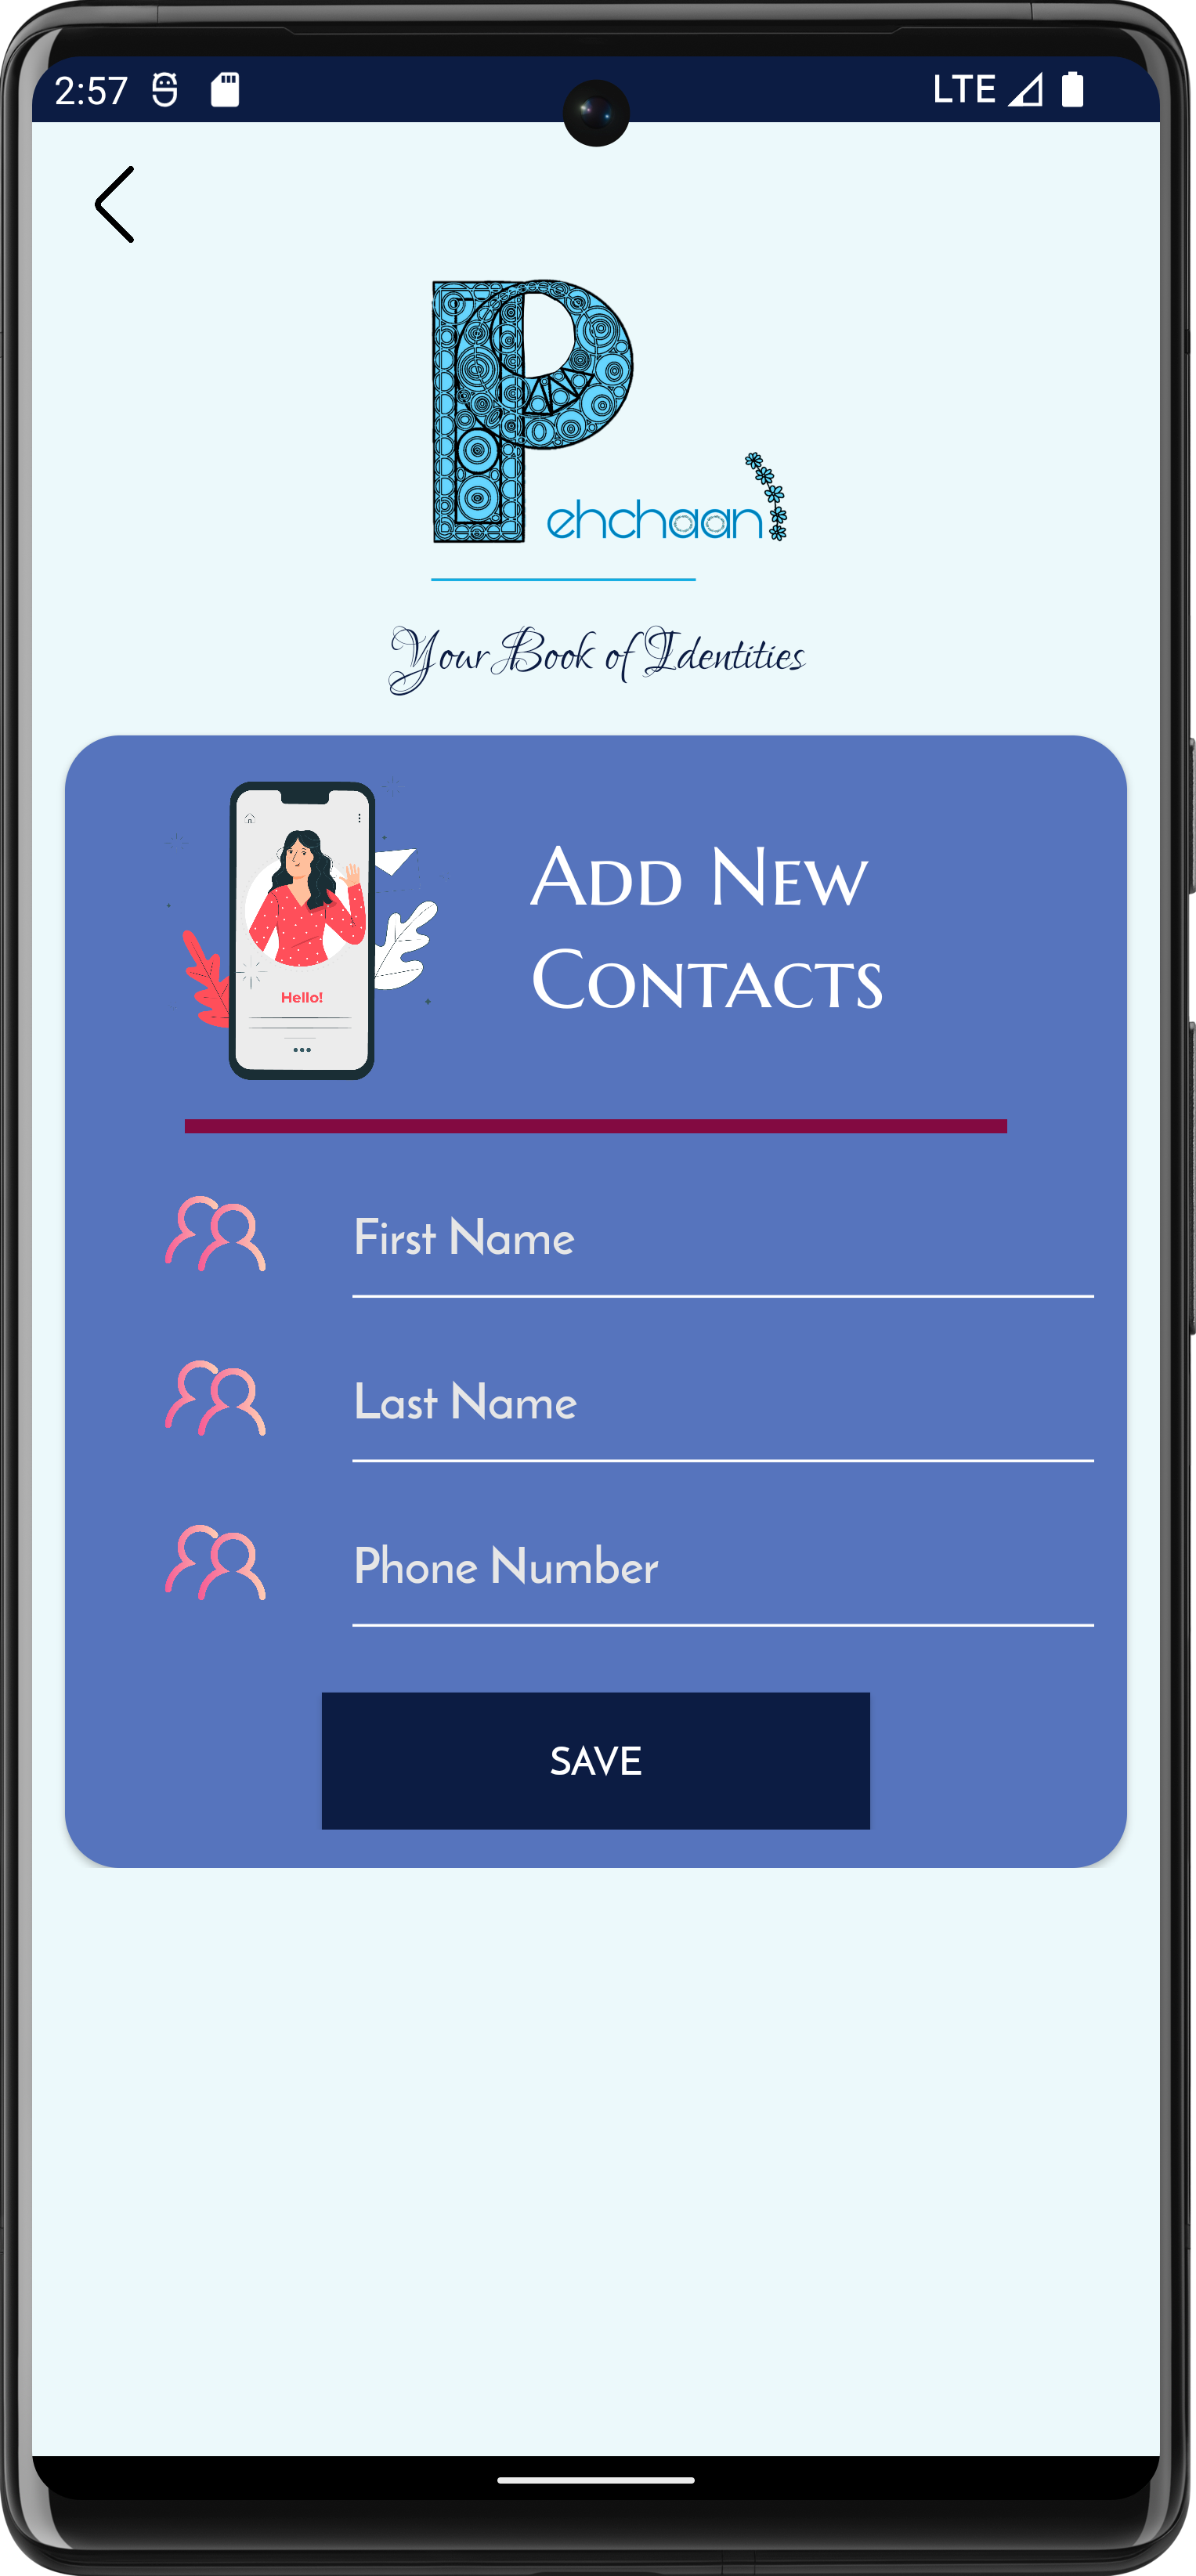 2:57
LTE
Pehchaan
Your Book of Identities
Hello!
Add New
Contacts
First Name
Last Name
Phone Number
SAVE